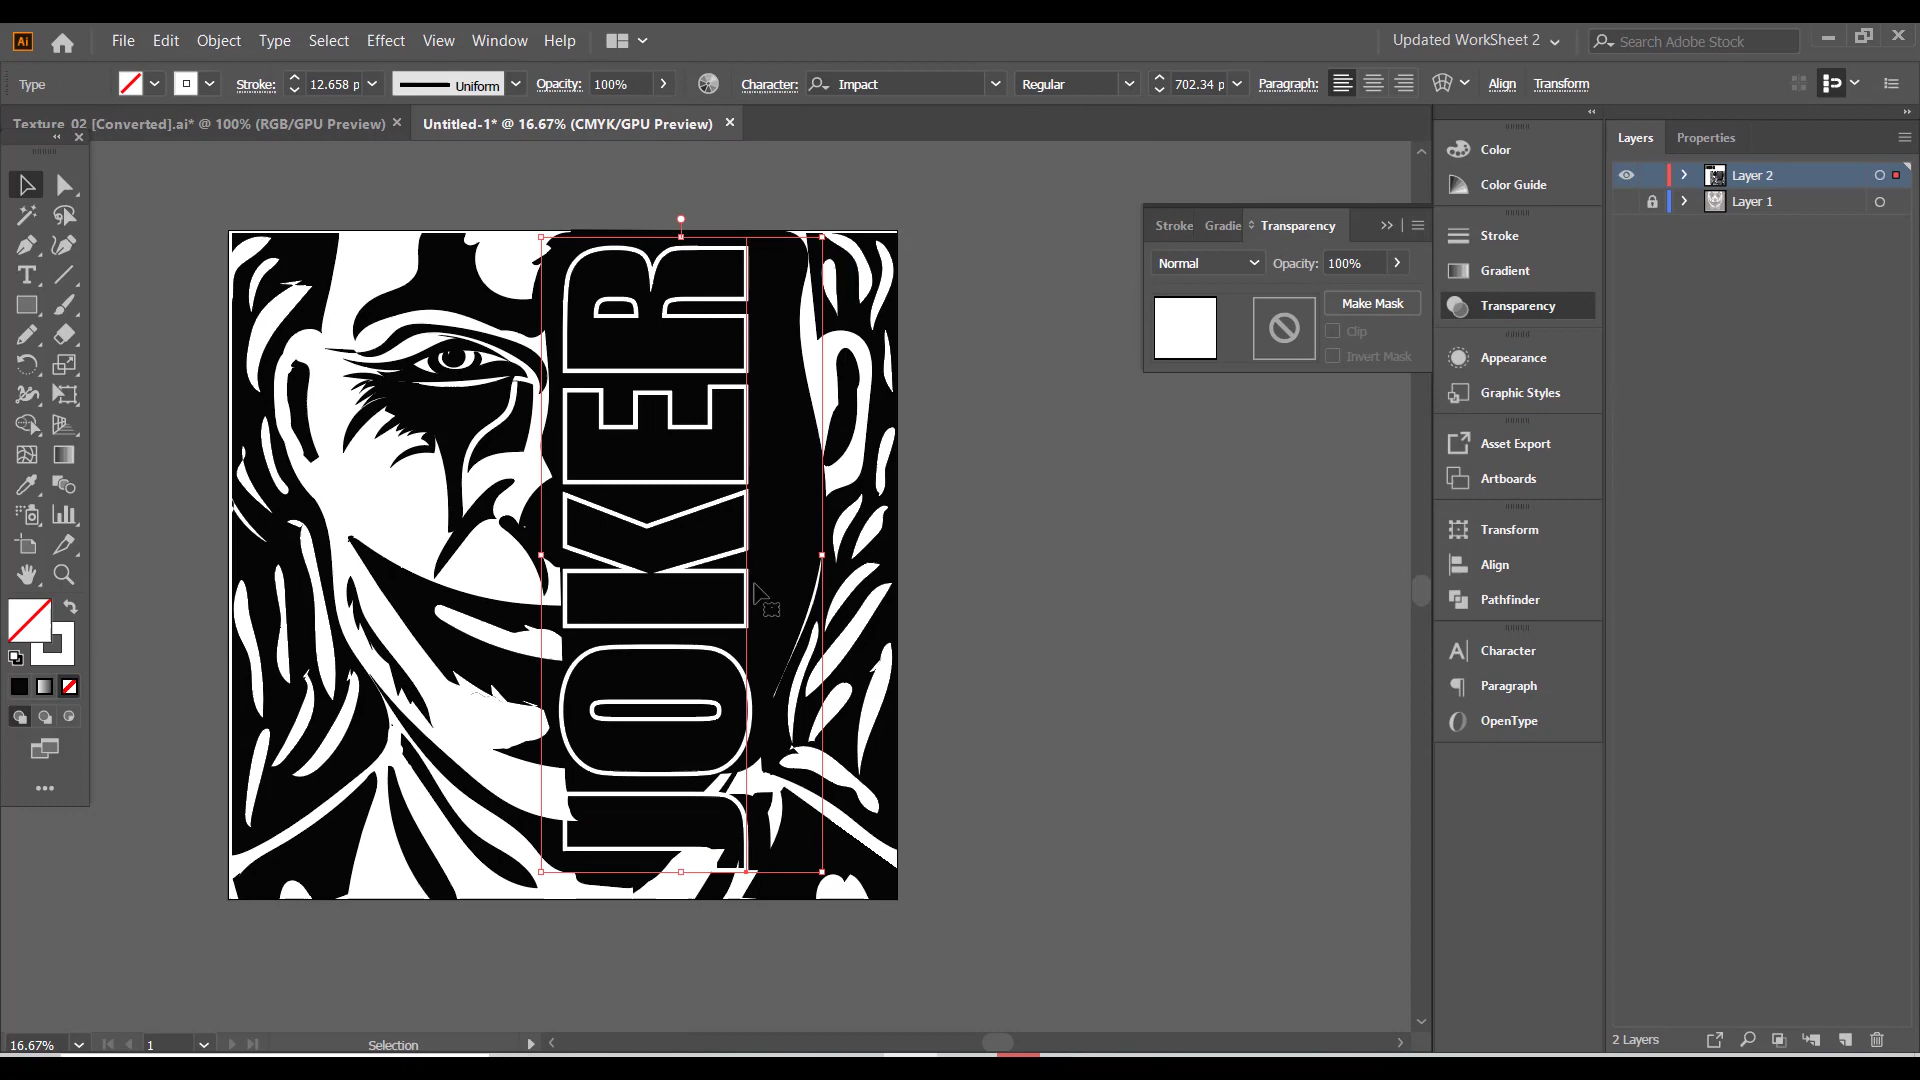 Ai File Edit Object Type Select Effect View Window Help Updated WorkSheet 2 Search Adobe Stock
Type Stroke: 12.658 p Uniform Opacity: 100% Character: Impact Regular 702.34 p Paragraph: Align Transform
Texture_02 [Converted].ai* @ 100% (RGB/GPU Preview) Untitled-1* @ 16.67% (CMYK/GPU Preview)
Layers Properties
Color
Color Guide
Stroke
Gradient
Transparency
Appearance
Graphic Styles
Asset Export
Artboards
Transform
Align
Pathfinder
Character
Paragraph
OpenType
Layer 2
Layer 1
Stroke Gradie Transparency
Normal Opacity: 100%
Make Mask
Clip
Invert Mask
JOKER
16.67% 1 Selection
2 Layers